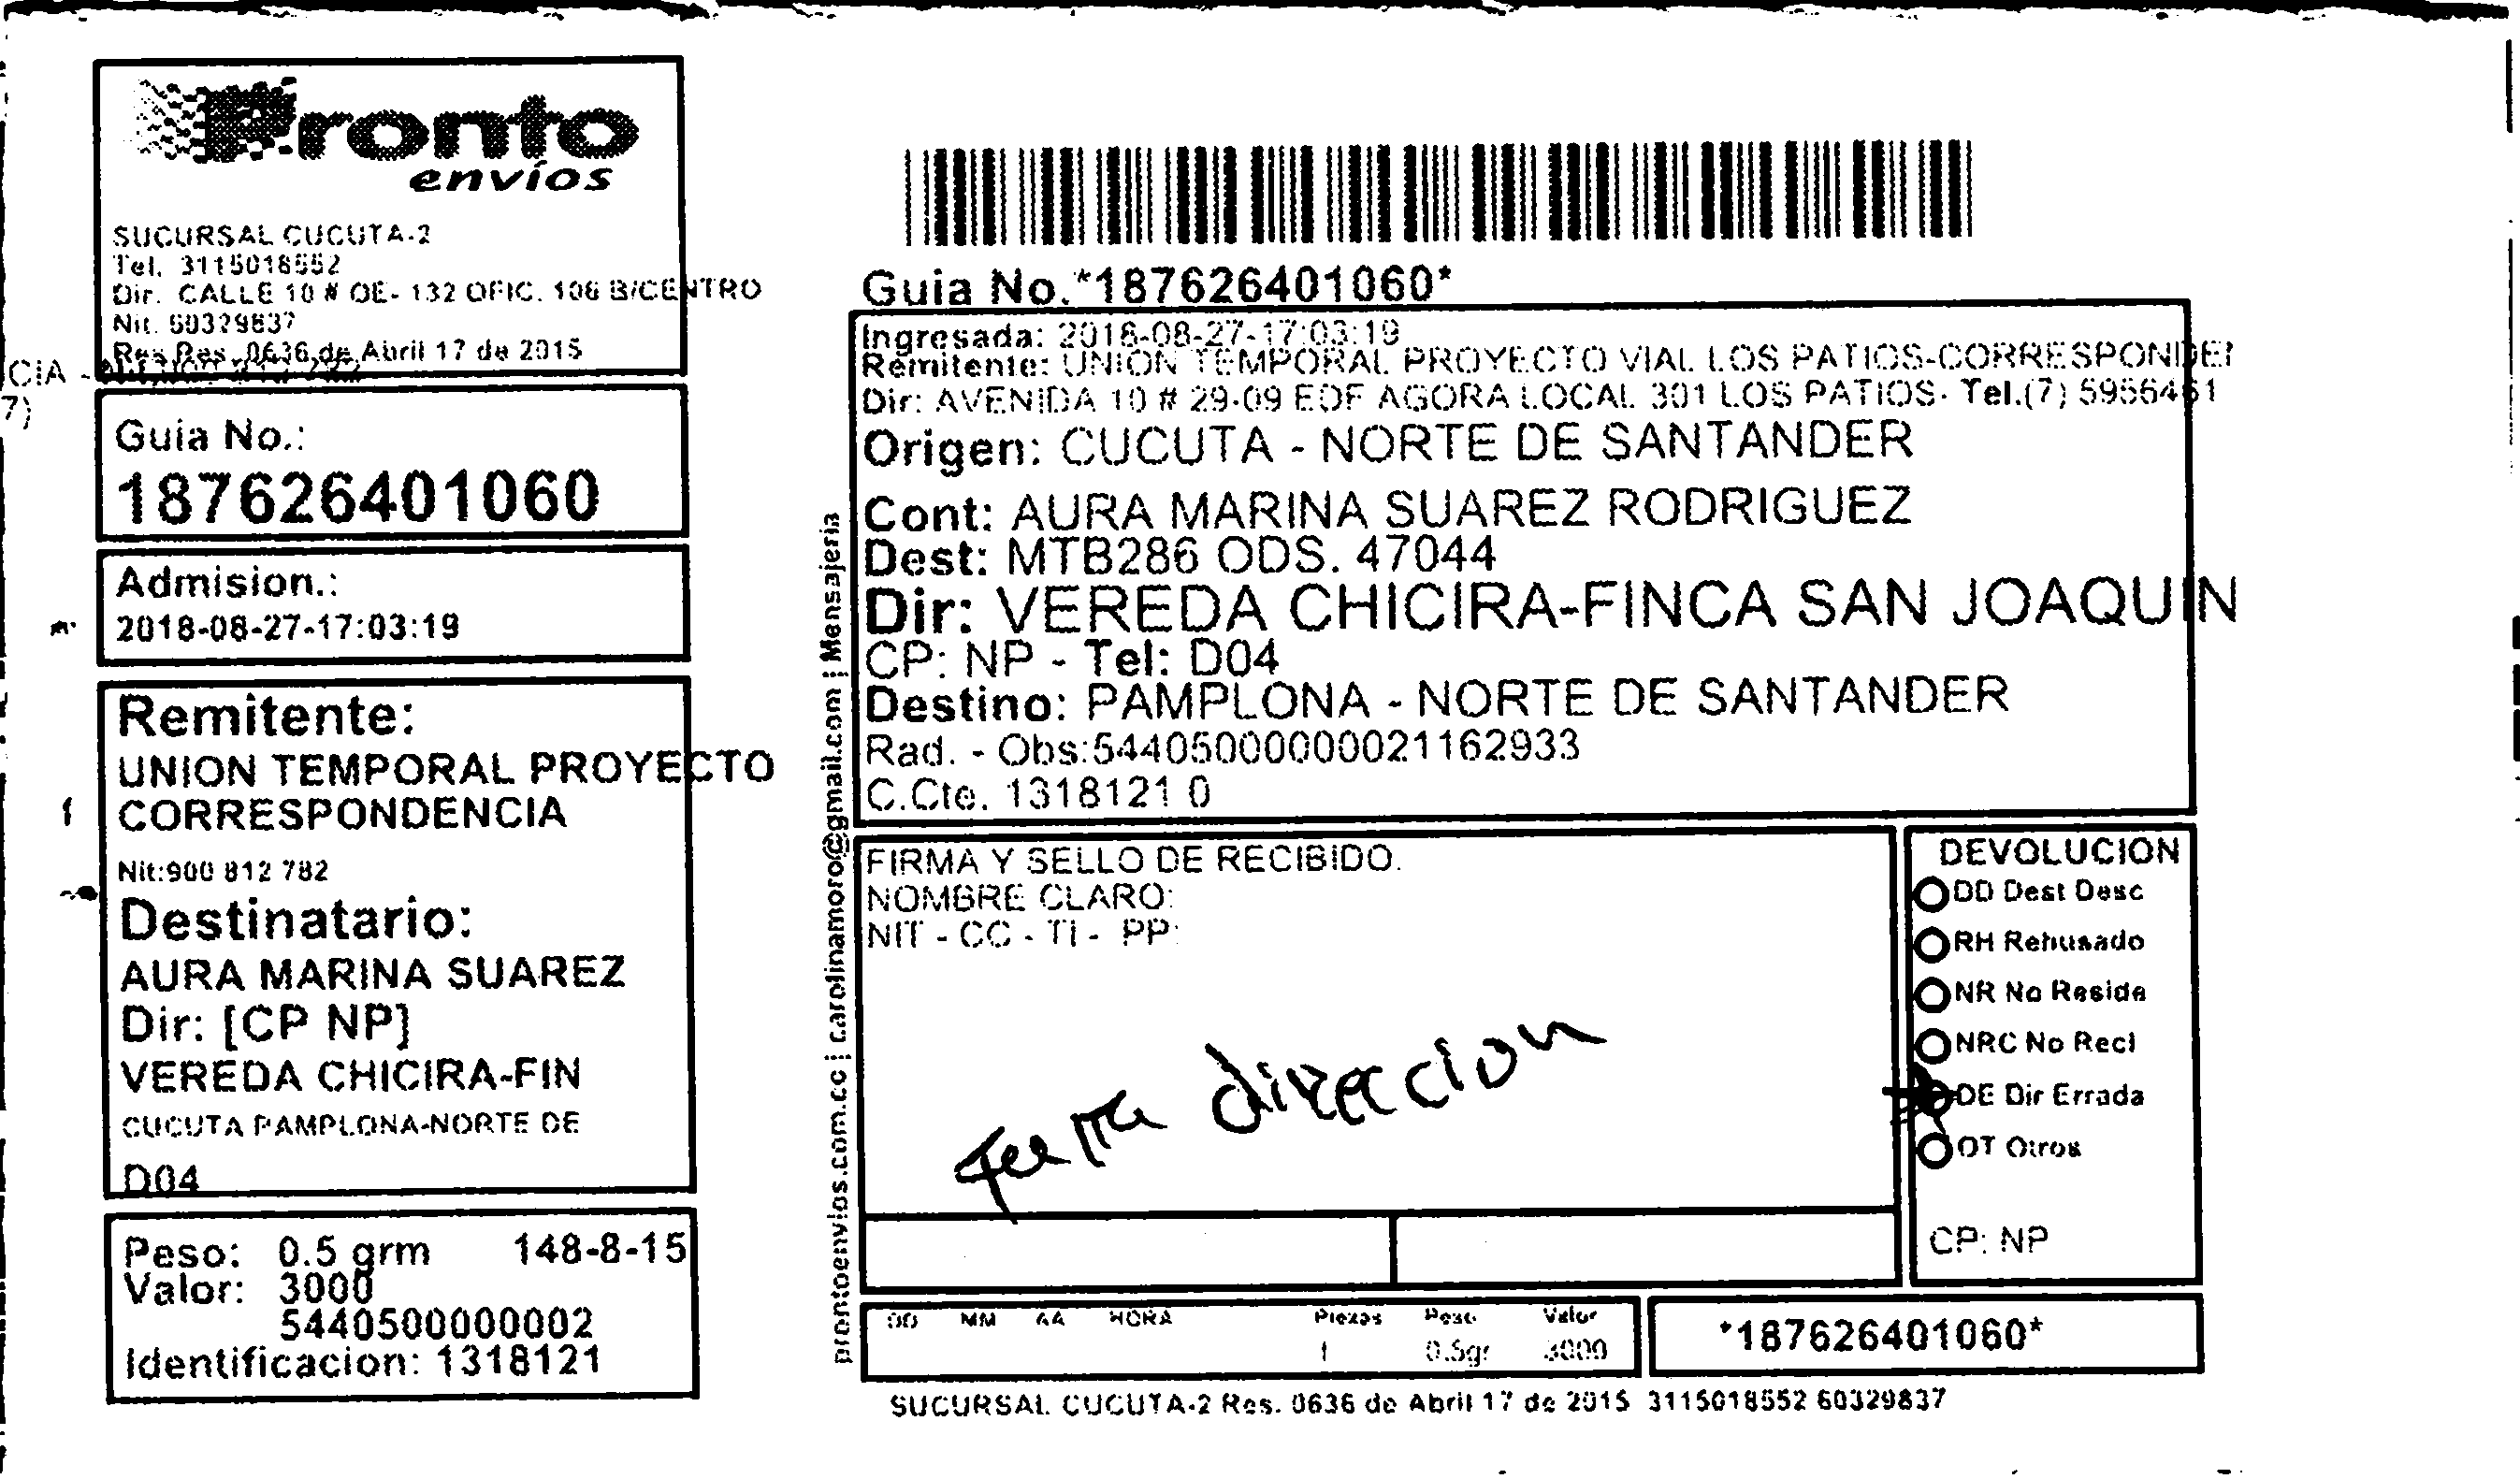 Pronto
envíos
SUCURSAL CUCUTA-2
Tel. 3115018552
Dir. CALLE 10 # OE- 132 OFIC. 106 B/CENTRO
Nit. 60329837
Res Res. 0636 de Abril 17 de 2015
CIA -
7)
Guia No.:
187626401060
Admision.:
2018-08-27-17:03:19
Remitente:
UNION TEMPORAL PROYECTO
CORRESPONDENCIA
Nit:900 812 782
Destinatario:
AURA MARINA SUAREZ
Dir: [CP NP]
VEREDA CHICIRA-FIN
CUCUTA PAMPLONA-NORTE DE
D04
Peso: 0.5 grm 148-8-15
Valor: 3000
5440500000002
Identificacion: 1318121
prontoenvios.com.co | carolinamoro@gmail.com | Mensajeria
Guia No.*187626401060*
Ingresada: 2018-08-27-17:03:19
Remitente: UNION TEMPORAL PROYECTO VIAL LOS PATIOS-CORRESPONDEN
Dir: AVENIDA 10 # 29-09 EDF AGORA LOCAL 301 LOS PATIOS- Tel.(7) 5956461
Origen: CUCUTA - NORTE DE SANTANDER
Cont: AURA MARINA SUAREZ RODRIGUEZ
Dest: MTB286 ODS. 47044
Dir: VEREDA CHICIRA-FINCA SAN JOAQUIN
CP: NP - Tel: D04
Destino: PAMPLONA - NORTE DE SANTANDER
Rad. - Obs:544050000000021162933
C.Cte. 1318121 0
FIRMA Y SELLO DE RECIBIDO.
NOMBRE CLARO:
NIT - CC - TI - PP:
direccion
DEVOLUCION
DD Dest Desc
RH Rehusado
NR No Reside
NRC No Recl
DE Dir Errada
OT Otros
CP: NP
DD MM AA HORA Piezas Peso Valor
1 0.5gr 3000
*187626401060*
SUCURSAL CUCUTA-2 Res. 0636 de Abril 17 de 2015 3115018552 60329837